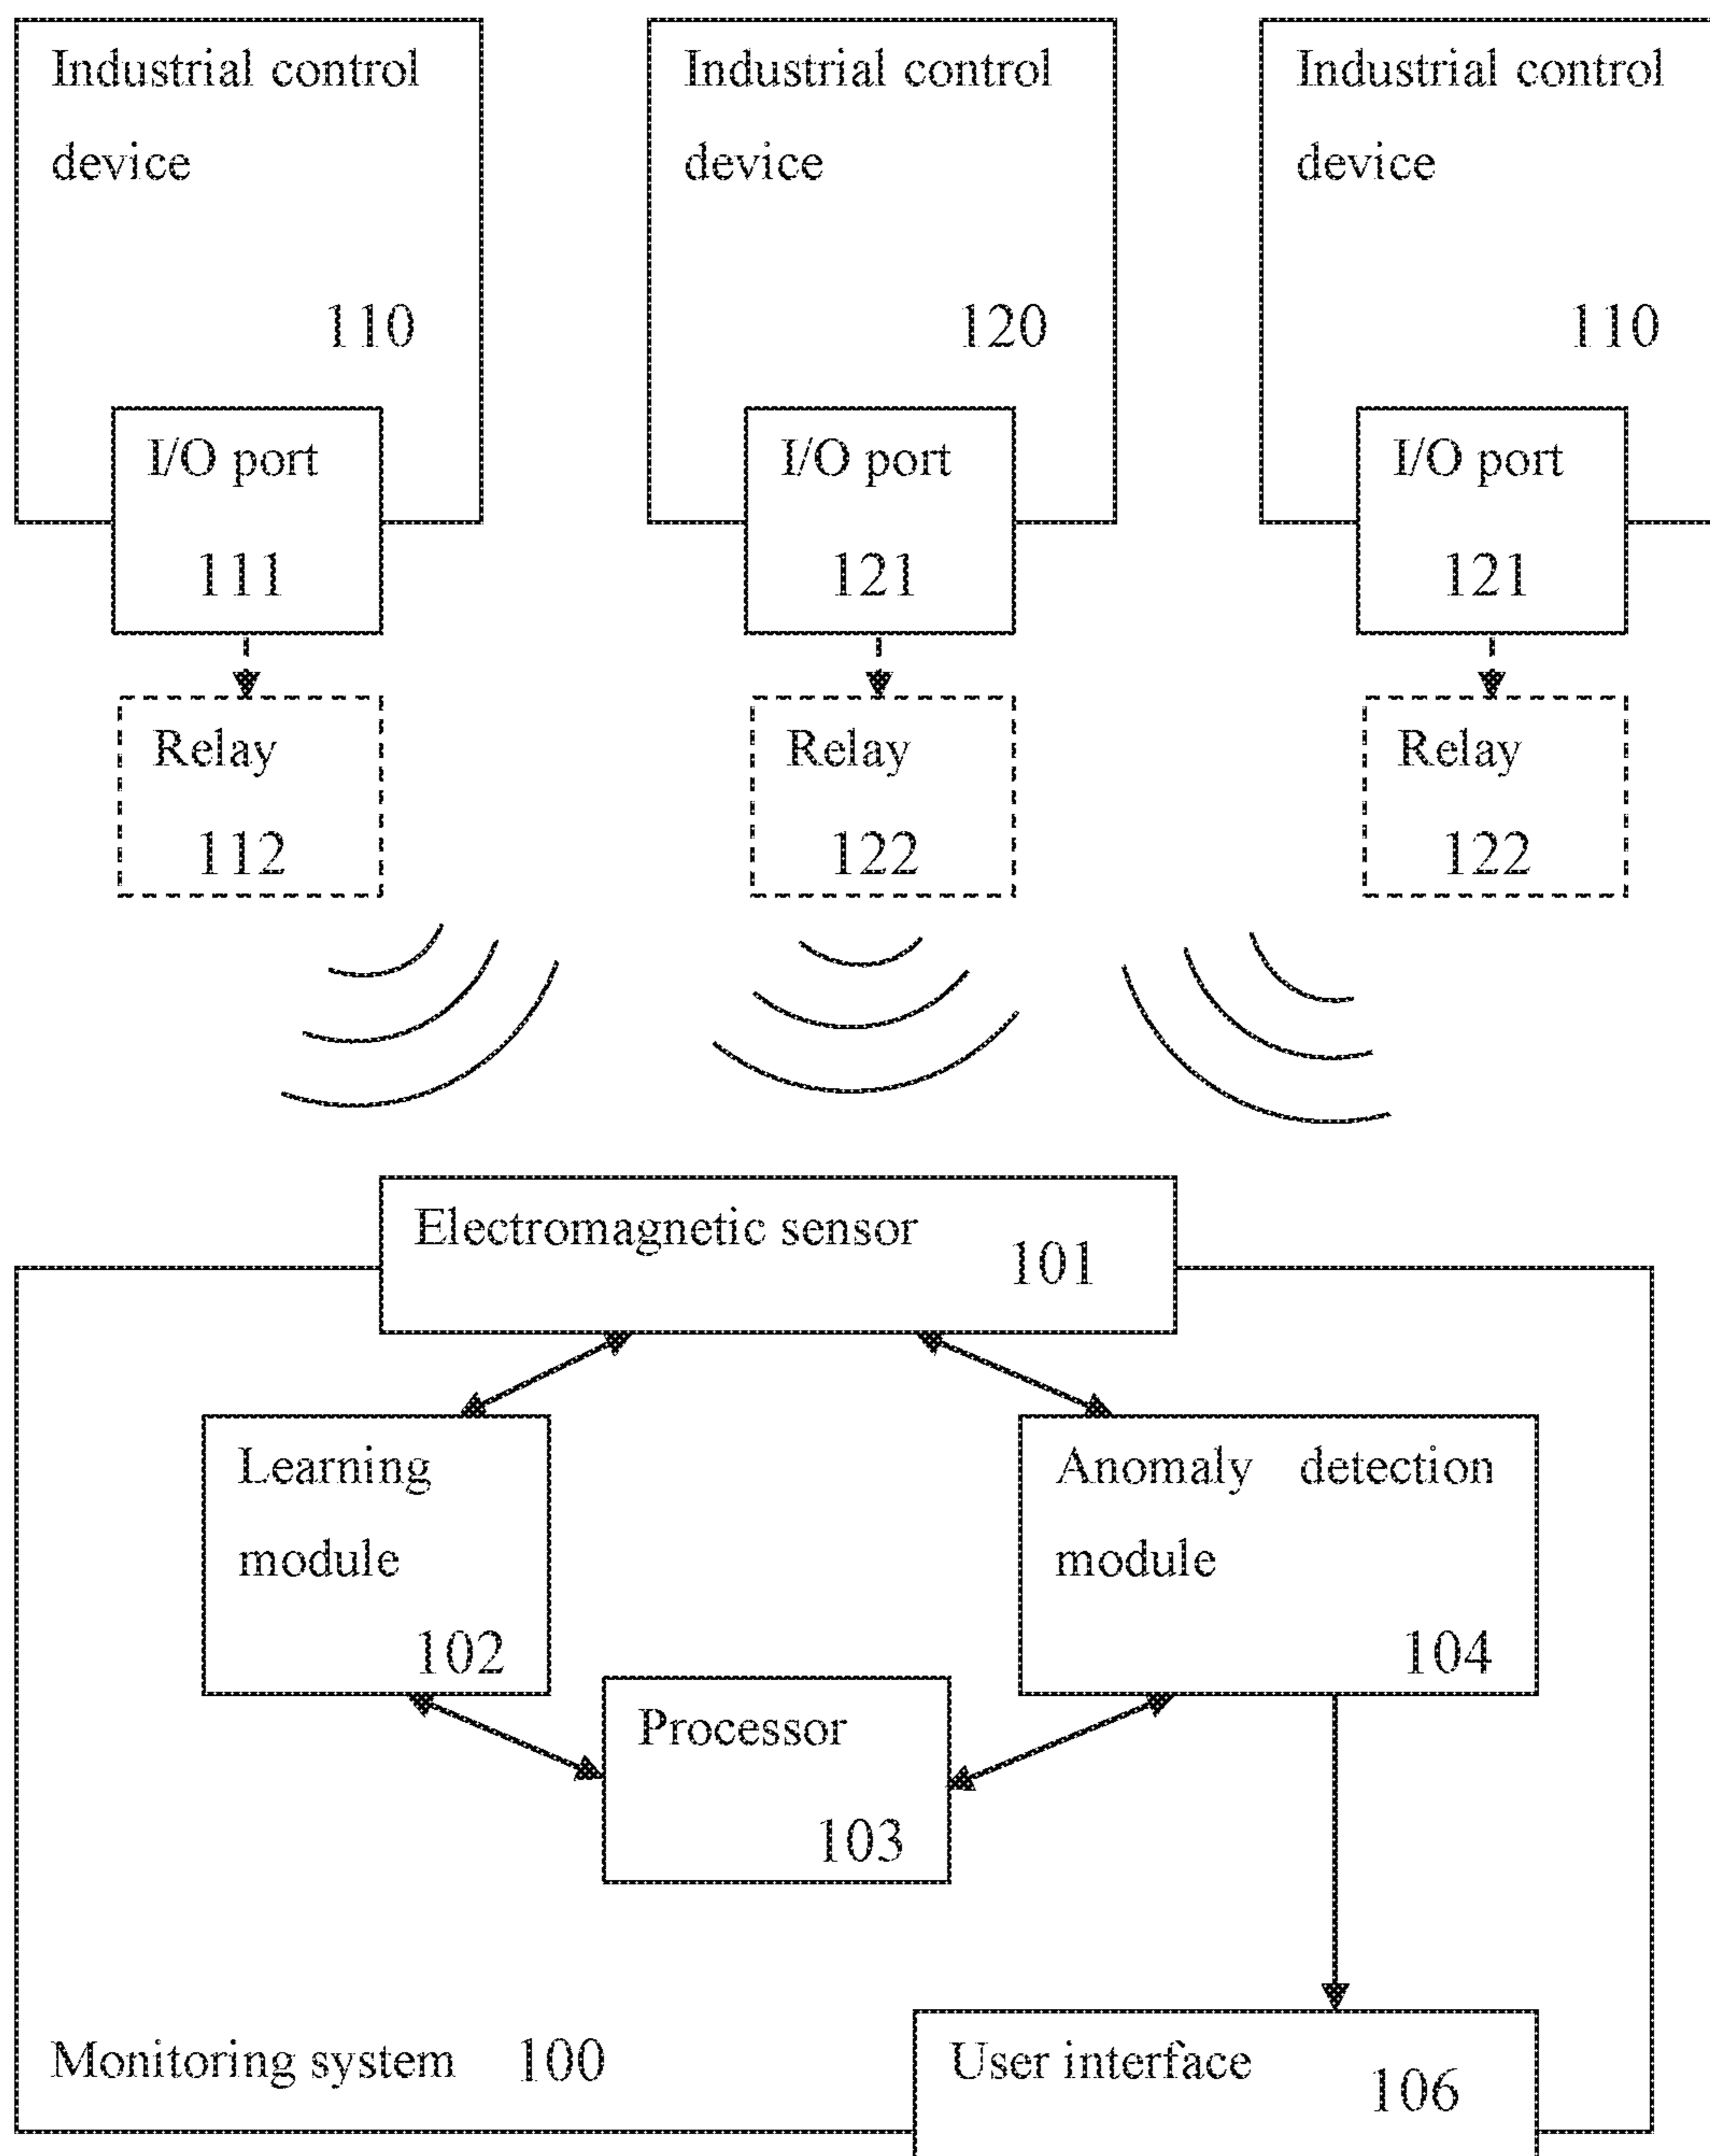 Industrial control
device
110
I/O port
111
Relay
112
Industrial control
device
120
I/O port
121
Relay
122
Industrial control
device
110
I/O port
121
Relay
122
Electromagnetic sensor
101
Learning
module
102
Anomaly detection
module
104
Processor
103
Monitoring system 100
User interface
106